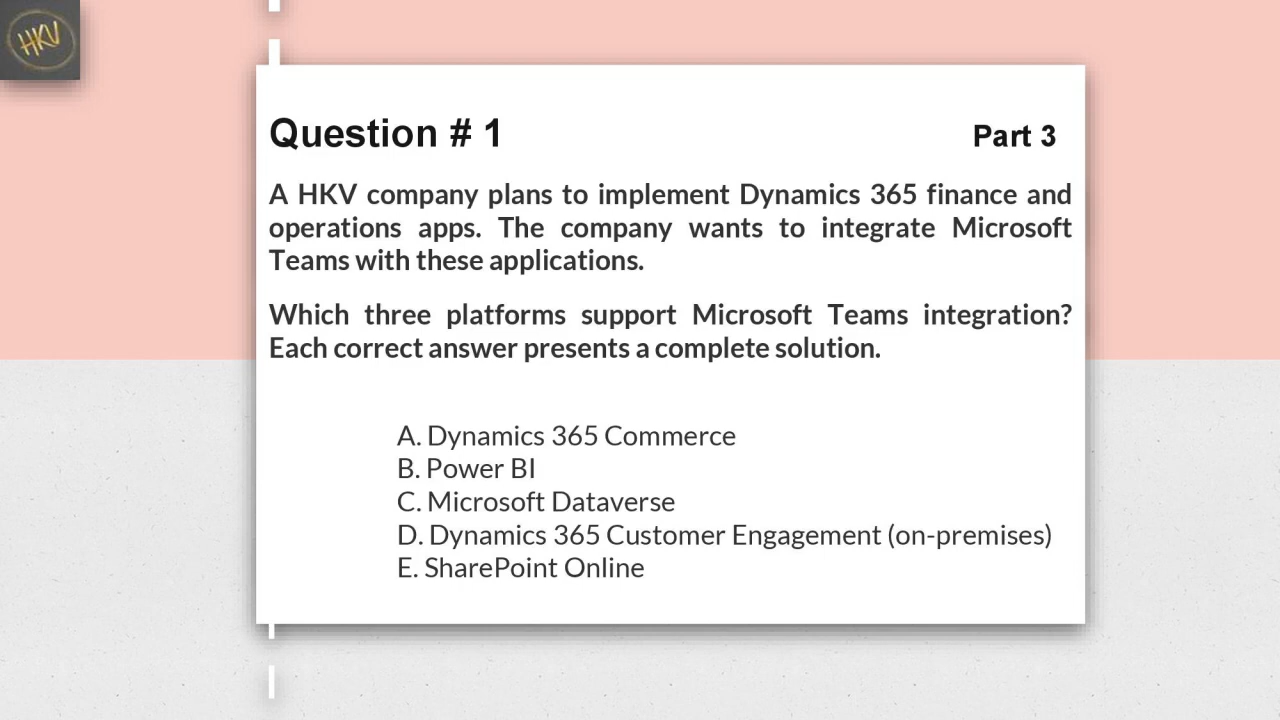 HKV
Question # 1
Part 3
A HKV company plans to implement Dynamics 365 finance and
operations apps. The company wants to integrate Microsoft
Teams with these applications.
Which three platforms support Microsoft Teams integration?
Each correct answer presents a complete solution.
A. Dynamics 365 Commerce
B. Power BI
C. Microsoft Dataverse
D. Dynamics 365 Customer Engagement (on-premises)
E. SharePoint Online